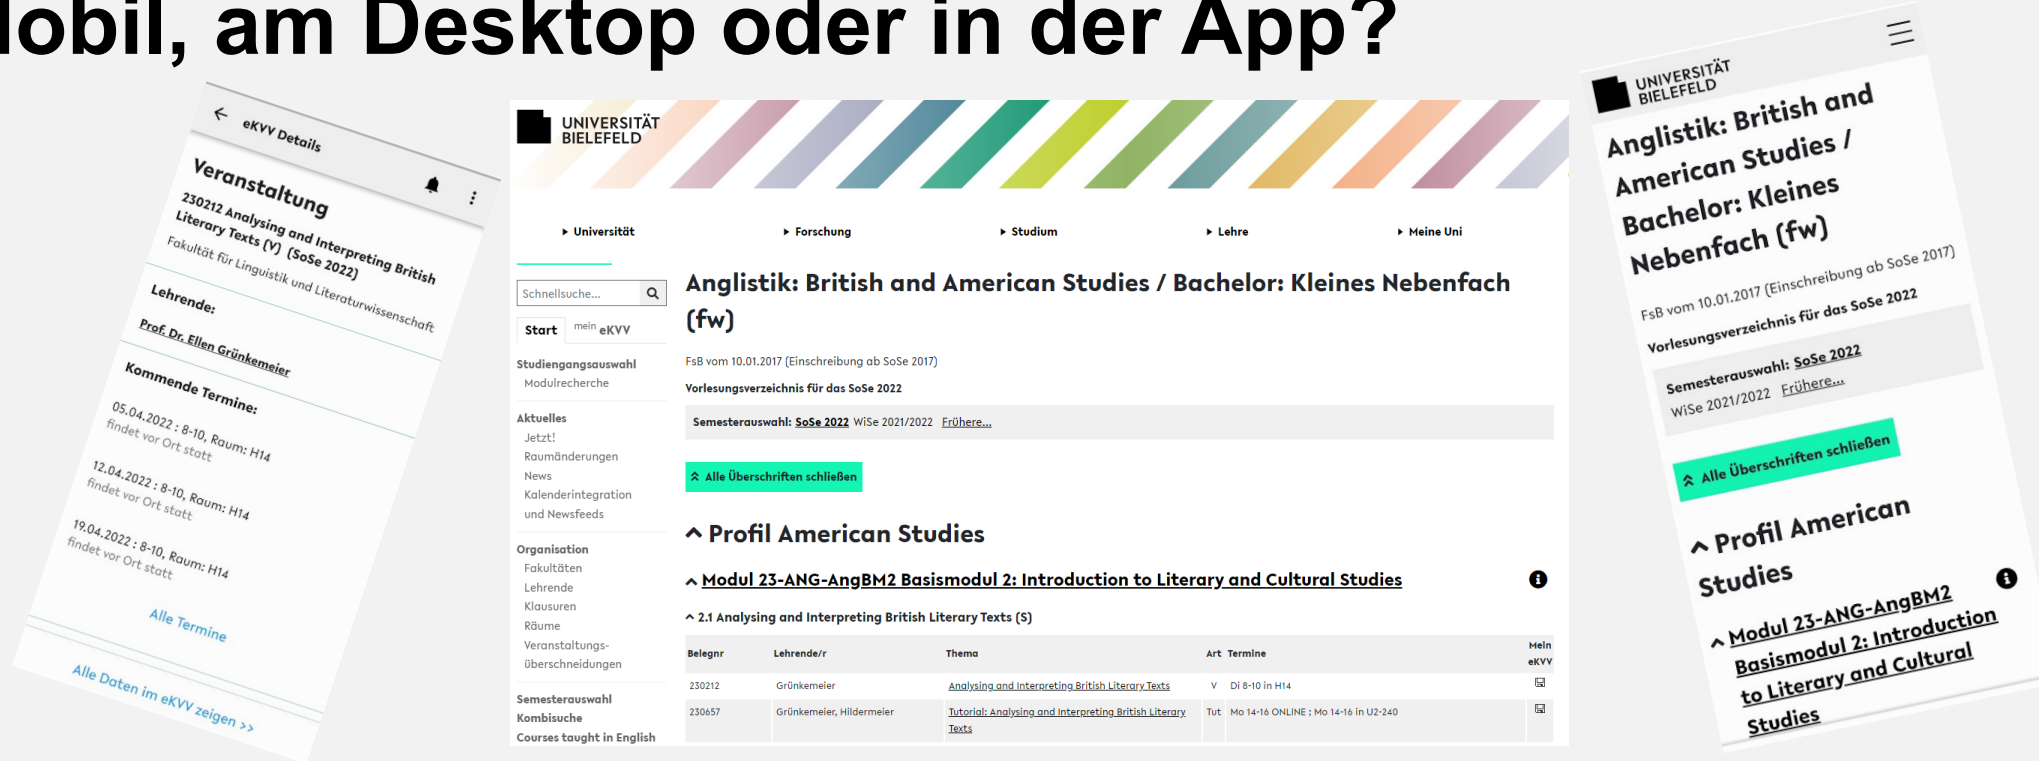 obil, am Desktop oder in der App?
eKVV Details
Veranstaltung
230212 Analysing and Interpreting British
Literary Texts (V) (SoSe 2022)
Fakultät für Linguistik und Literaturwissenschaft
Lehrende:
Prof. Dr. Ellen Grünkemeier
Kommende Termine:
05.04.2022 : 8-10, Raum: H14
findet vor Ort statt
12.04.2022 : 8-10, Raum: H14
findet vor Ort statt
19.04.2022 : 8-10, Raum: H14
findet vor Ort statt
Alle Termine
Alle Daten im eKVV zeigen >>
UNIVERSITÄT
BIELEFELD
Universität
Forschung
Studium
Lehre
Meine Uni
Schnellsuche...
Start
mein eKVV
Studiengangsauswahl
Modulrecherche
Aktuelles
Jetzt!
Raumänderungen
News
Kalenderintegration
und Newsfeeds
Organisation
Fakultäten
Lehrende
Klausuren
Räume
Veranstaltungs-
überschneidungen
Semesterauswahl
Kombisuche
Courses taught in English
Anglistik: British and American Studies / Bachelor: Kleines Nebenfach
(fw)
FsB vom 10.01.2017 (Einschreibung ab SoSe 2017)
Vorlesungsverzeichnis für das SoSe 2022
Semesterauswahl: SoSe 2022 WiSe 2021/2022 Frühere...
Alle Überschriften schließen
Profil American Studies
Modul 23-ANG-AngBM2 Basismodul 2: Introduction to Literary and Cultural Studies
2.1 Analysing and Interpreting British Literary Texts (S)
Belegnr Lehrende/r Thema Art Termine Mein
eKVV
230212 Grünkemeier Analysing and Interpreting British Literary Texts V Di 8-10 in H14
230657 Grünkemeier, Hildermeier Tutorial: Analysing and Interpreting British Literary Tut Mo 14-16 ONLINE ; Mo 14-16 in U2-240
Texts
UNIVERSITÄT
BIELEFELD
Anglistik: British and
American Studies /
Bachelor: Kleines
Nebenfach (fw)
FsB vom 10.01.2017 (Einschreibung ab SoSe 2017)
Vorlesungsverzeichnis für das SoSe 2022
Semesterauswahl: SoSe 2022
WiSe 2021/2022 Frühere...
Alle Überschriften schließen
Profil American
Studies
Modul 23-ANG-AngBM2
Basismodul 2: Introduction
to Literary and Cultural
Studies